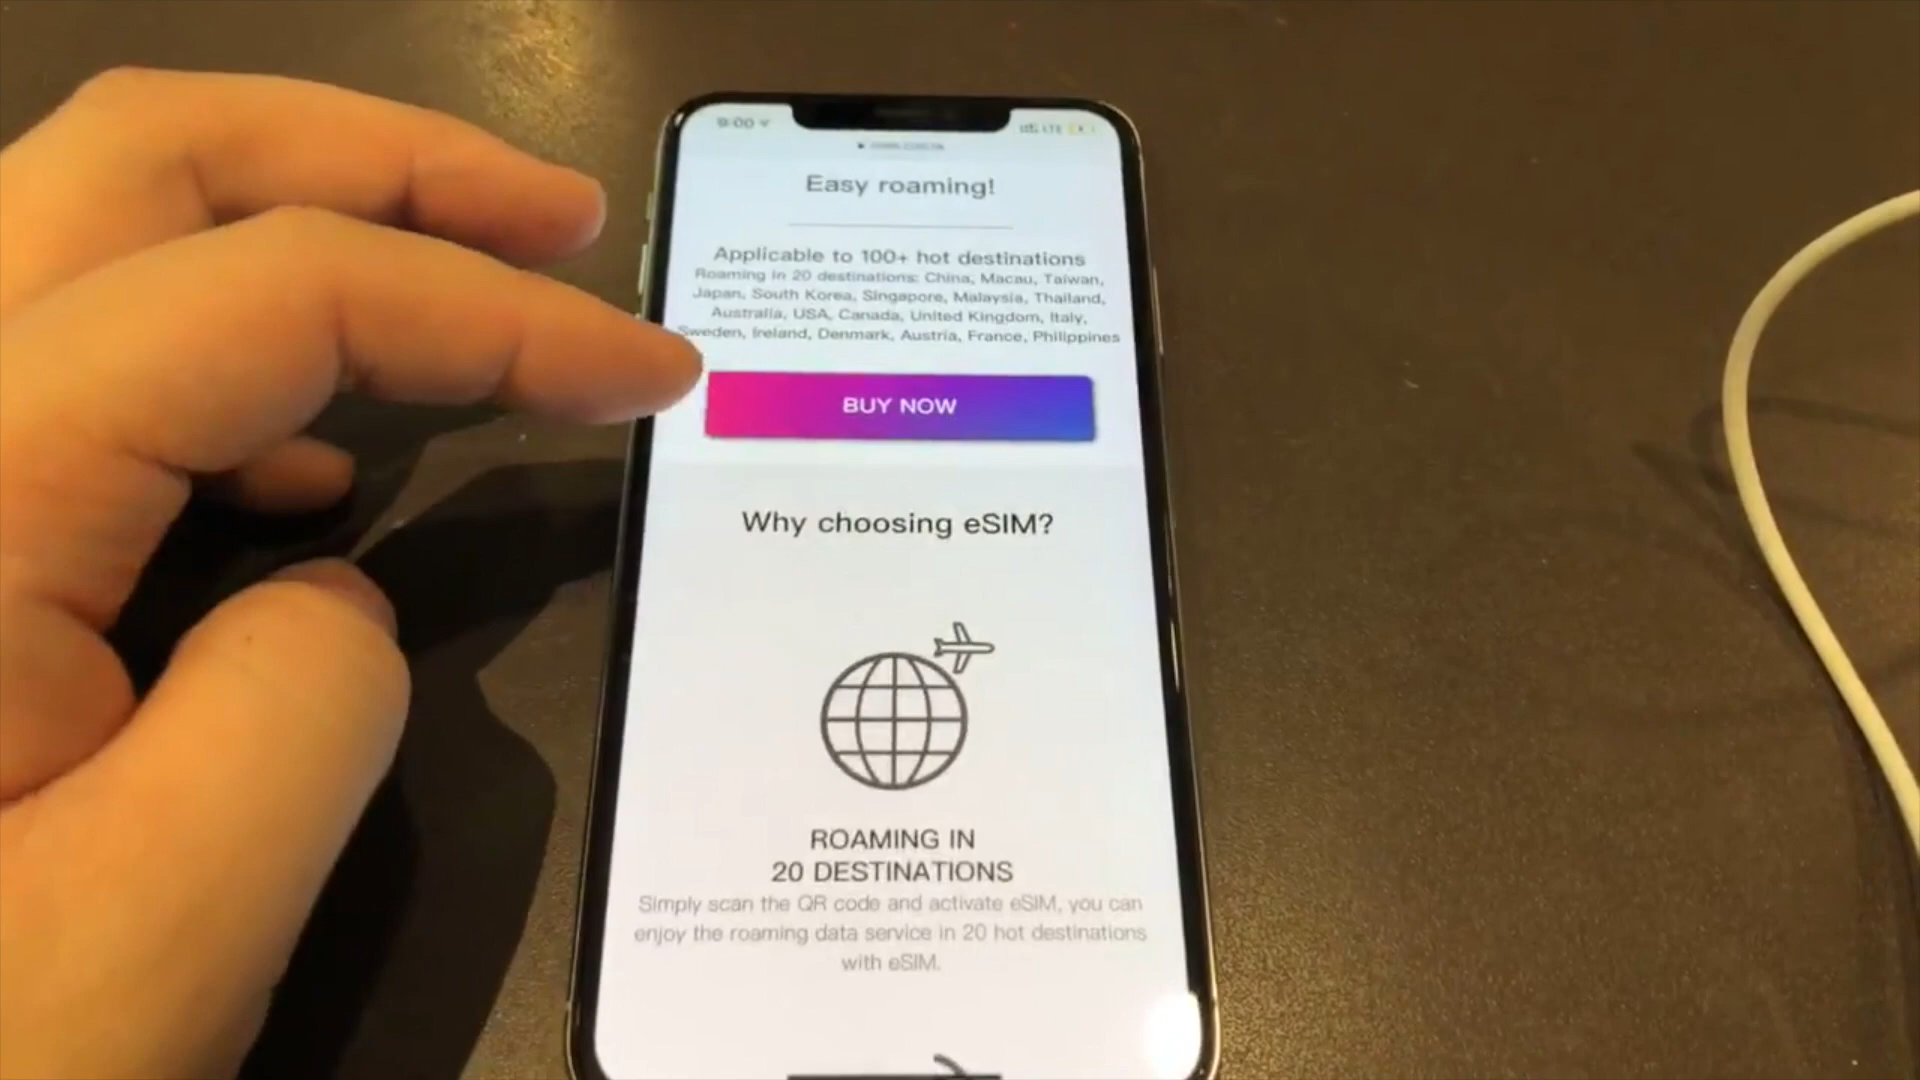 9:00
LTE
Easy roaming!
Applicable to 100+ hot destinations
Roaming in 20 destinations: China, Macau, Taiwan,
Japan, South Korea, Singapore, Malaysia, Thailand,
Australia, USA, Canada, United Kingdom, Italy,
Sweden, Ireland, Denmark, Austria, France, Philippines
BUY NOW
Why choosing eSIM?
ROAMING IN
20 DESTINATIONS
Simply scan the QR code and activate eSIM, you can
enjoy the roaming data service in 20 hot destinations
with eSIM.